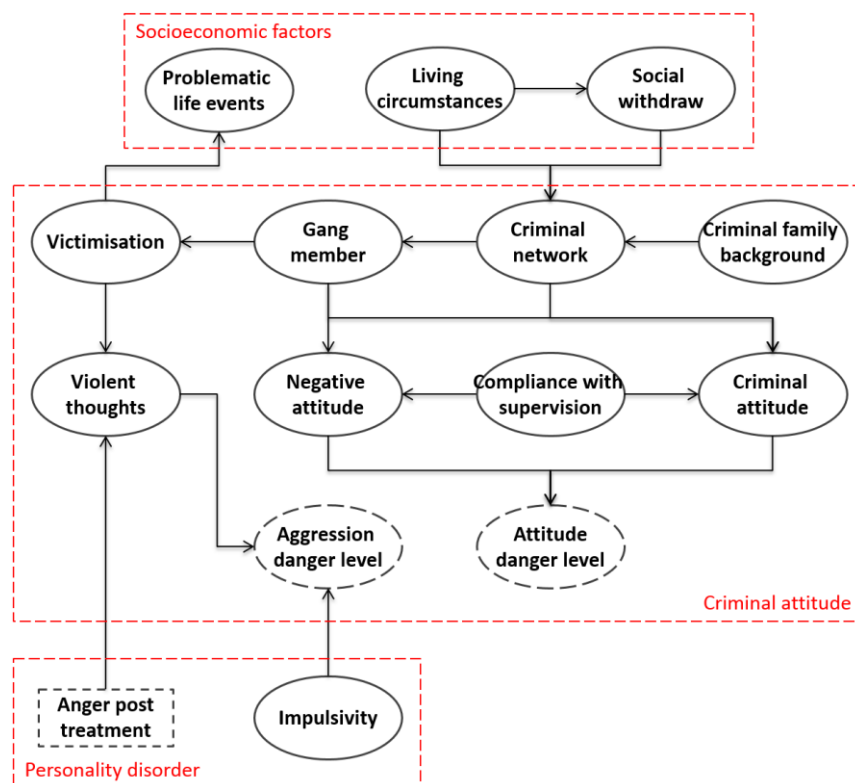 Socioeconomic factors
Problematic
life events
Living
circumstances
Social
withdraw
Victimisation
Gang
member
Criminal
network
Criminal family
background
Violent
thoughts
Negative
attitude
Compliance with
supervision
Criminal
attitude
Aggression
danger level
Attitude
danger level
Criminal attitude
Anger post
treatment
Impulsivity
Personality disorder